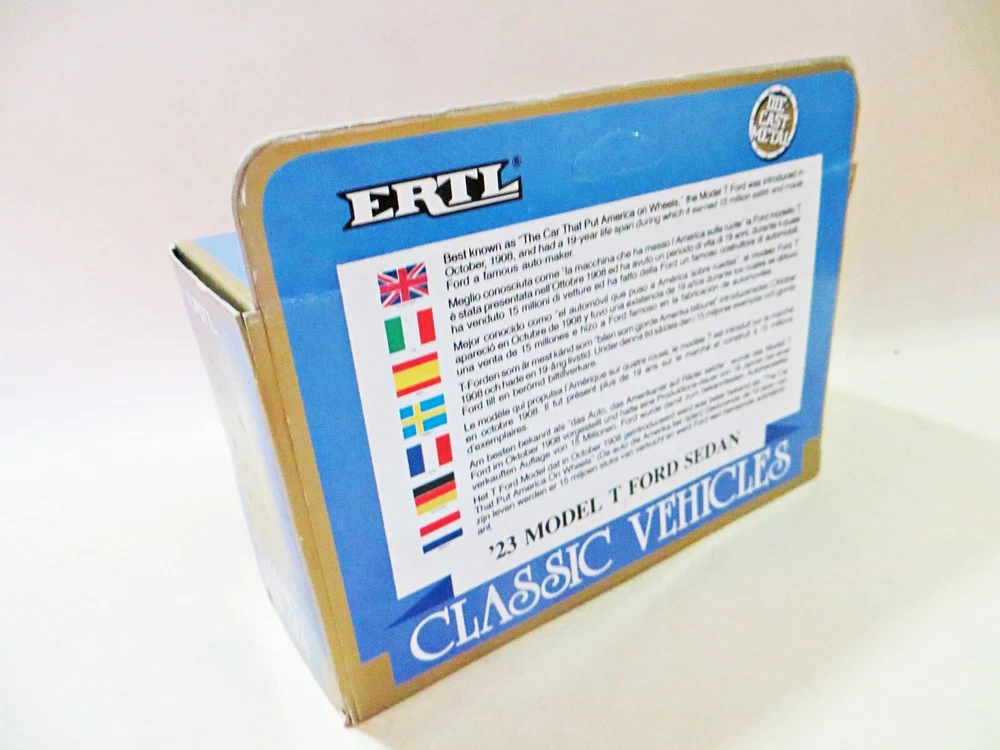 DIE
CAST
METAL
ERTL®
Best known as "The Car That Put America on Wheels," the Model T Ford was introduced in
October, 1908, and had a 19-year life span during which it earned 15 million sales and made
Ford a famous auto-maker.
Meglio conosciuta come "la macchina che ha messo l'America sulle ruote" la Ford modello T
è stata presentata nell'Ottobre 1908 ed ha avuto un periodo di vita di 19 anni, durante il quale
ha venduto 15 milioni di vetture ed ha fatto della Ford un famoso costruttore di automobili.
Mejor conocido como "el automóvil que puso a América sobre ruedas", el modelo Ford T
apareció en Octubre de 1908 y tuvo una existencia de 19 años durante los cuales se
una venta de 15 millones e hizo a Ford famoso en la fabricación de automóviles.
T-Forden som är mest känd som "bilen som gjorde Amerika bilburna" introducerades October
1908 och hade en 19-årig livstid. Under denna tid såldes den i 15 miljoner exemplar och gjorde
Ford till en berömd biltillverkare.
Le modèle qui propulsa l'Amérique sur quatre roues, le modèle T est introduit sur le marché
en octobre 1908. Il fut présent plus de 19 ans sur le marché et construit à 15 millions
d'exemplaires.
Am besten bekannt als "das Auto, das Amerikaner auf Räder setzte", wurde das Model T
Ford im Oktober 1908 vorgestellt und hatte eine Produktions-dauer von 19 Jahren bei einer
verkauften Auflage von 15 Millionen. Ford wurde damit zum bekanntesten
Het T Ford Model dat in October 1908 geïntroduceerd werd was beter bekend als "The Car
That Put America On Wheels" (De auto die Amerika liet rijden) Gedurende de 19 jaren van
zijn leven werden er 15 miljoen stuks van verkocht en werd Ford een beroemde
ant.
'23 MODEL T FORD SEDAN
CLASSIC VEHICLES
ERTL